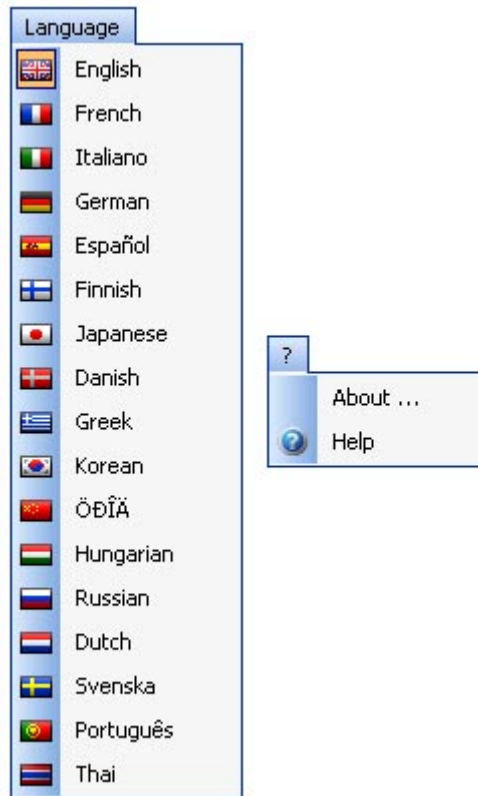 Language
English
French
Italiano
German
Español
Finnish
Japanese
Danish
Greek
Korean
ÖÐÎÄ
Hungarian
Russian
Dutch
Svenska
Português
Thai
?
About ...
Help